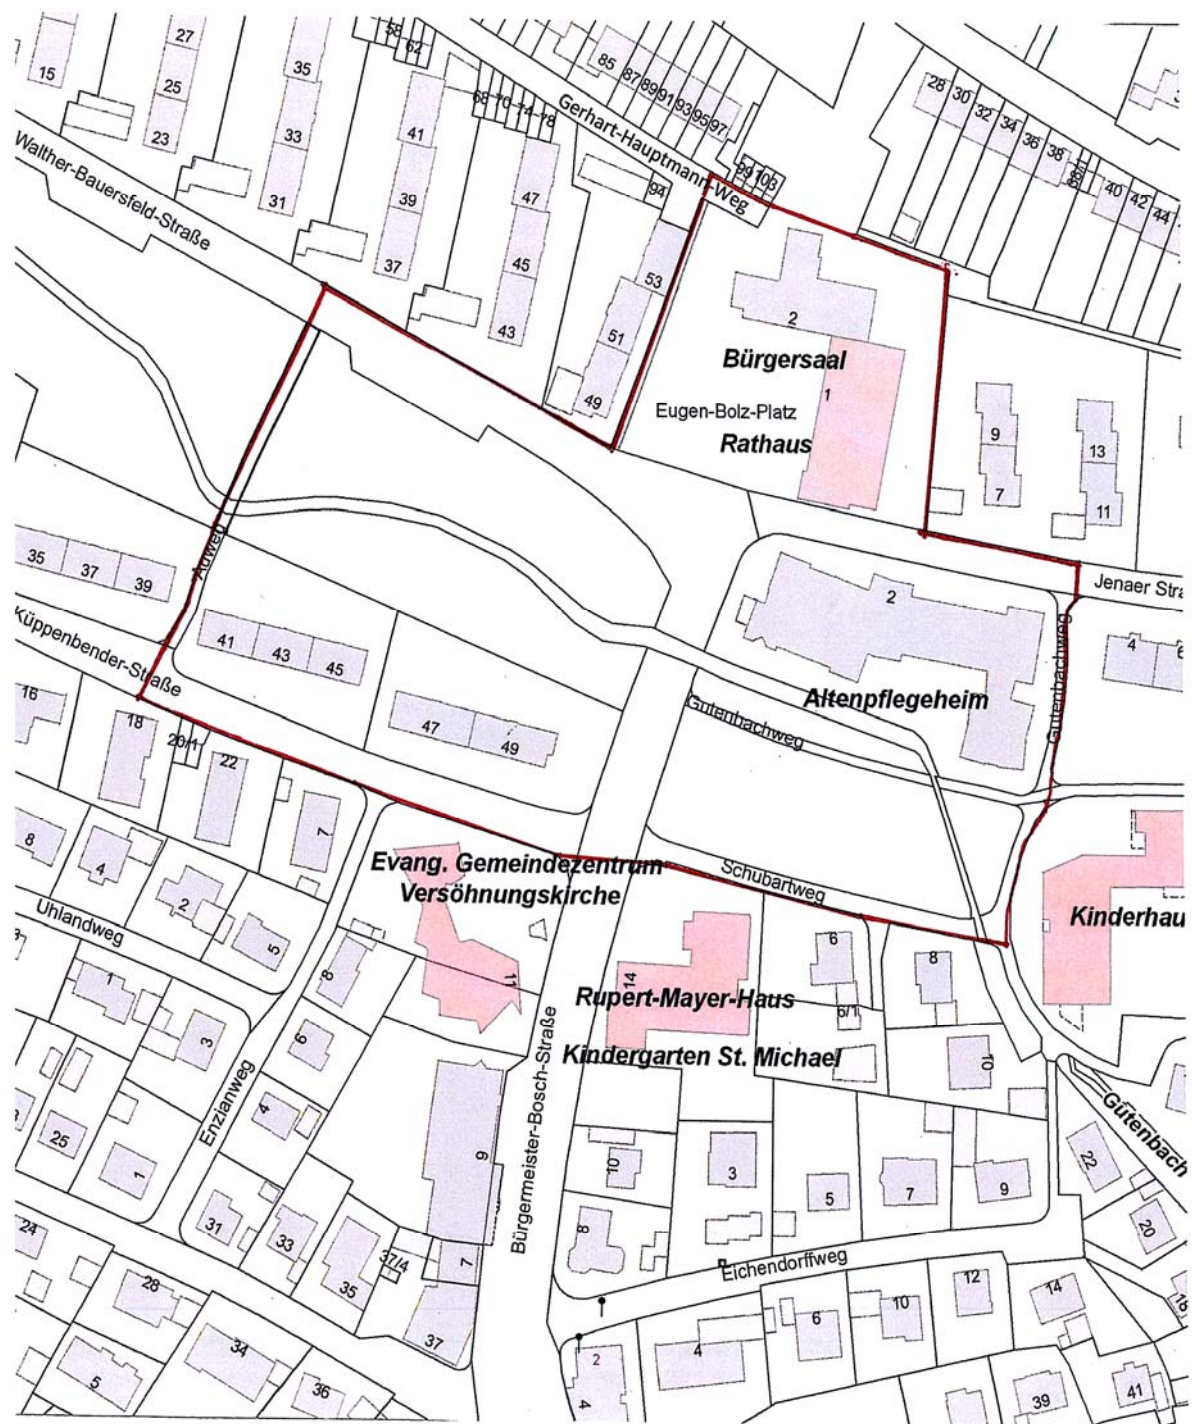 15
27
25
23
35
33
31
58
62
41
39
37
68 70 74 78
47
45
43
85 87 89 91 93 95 97
Gerhart-Hauptmann-Weg
99 103
94
28 30 32 34 36 38
40 42 44
Walther-Bauersfeld-Straße
53
51
49
2
Bürgersaal
1
Eugen-Bolz-Platz
Rathaus
9
7
13
11
35 37 39
Auweg
Küppenbender-Straße
41 43 45
47 49
2
Jenaer Stra
4 6
Gutenbachweg
Altenpflegeheim
Gutenbachweg
16
18
20/1
22
7
8
4
2
5
Uhlandweg
Evang. Gemeindezentrum
Versöhnungskirche
Schubartweg
Kinderhau
11
8
6
4
1
3
25
1
Enzianweg
14
Rupert-Mayer-Haus
Kindergarten St. Michael
6
6/1
8
10
Gutenbach
Bürgermeister-Bosch-Straße
9
7
10
8
3
5
7
9
22
20
18
Eichendorffweg
31
33
35
37/4
37
24
28
34
36
5
2
4
4
6
10
12
14
39
41